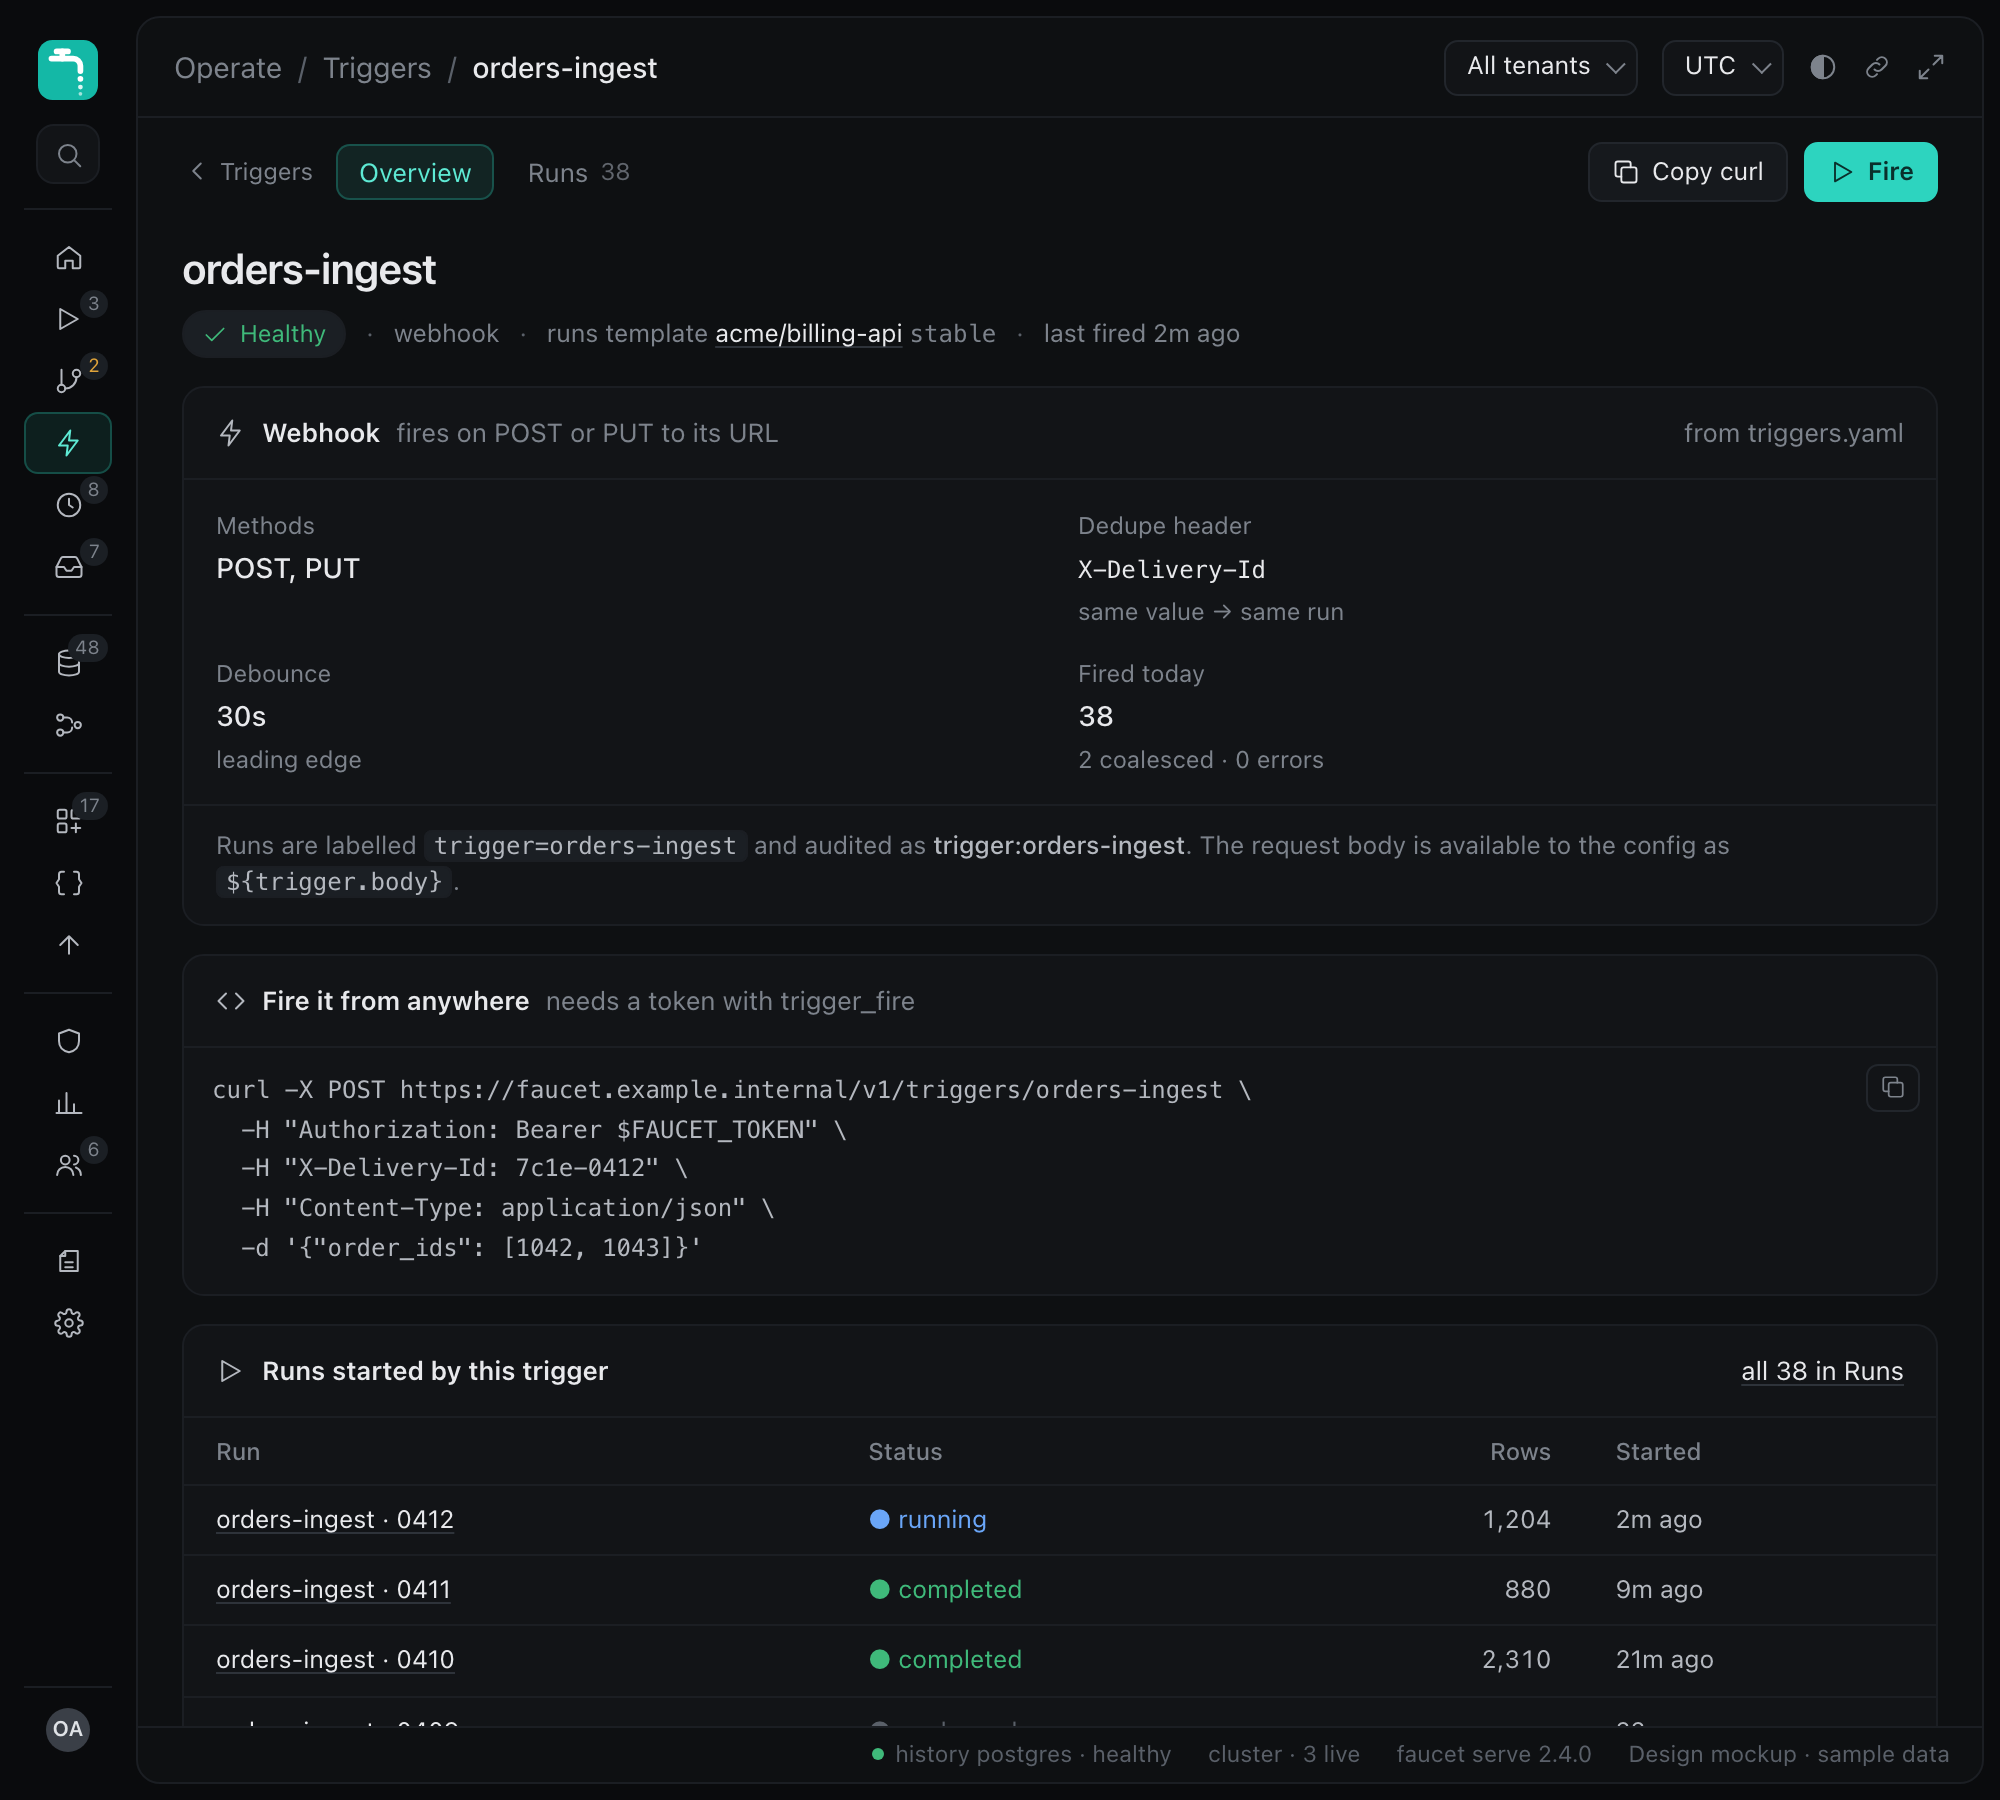 Operate / Triggers / orders-ingest
All tenants
UTC
Triggers
Overview
Runs 38
Copy curl
Fire
3
2
8
7
48
17
6
OA
orders-ingest
Healthy · webhook · runs template acme/billing-api stable · last fired 2m ago
Webhook fires on POST or PUT to its URL
from triggers.yaml
Methods
POST, PUT
Dedupe header
X-Delivery-Id
same value → same run
Debounce
30s
leading edge
Fired today
38
2 coalesced · 0 errors
Runs are labelled trigger=orders-ingest and audited as trigger:orders-ingest. The request body is available to the config as
${trigger.body}.
Fire it from anywhere needs a token with trigger_fire
curl -X POST https://faucet.example.internal/v1/triggers/orders-ingest \
-H "Authorization: Bearer $FAUCET_TOKEN" \
-H "X-Delivery-Id: 7c1e-0412" \
-H "Content-Type: application/json" \
-d '{"order_ids": [1042, 1043]}'
Runs started by this trigger
all 38 in Runs
Run Status Rows Started
orders-ingest · 0412 running 1,204 2m ago
orders-ingest · 0411 completed 880 9m ago
orders-ingest · 0410 completed 2,310 21m ago
history postgres · healthy cluster · 3 live faucet serve 2.4.0 Design mockup · sample data